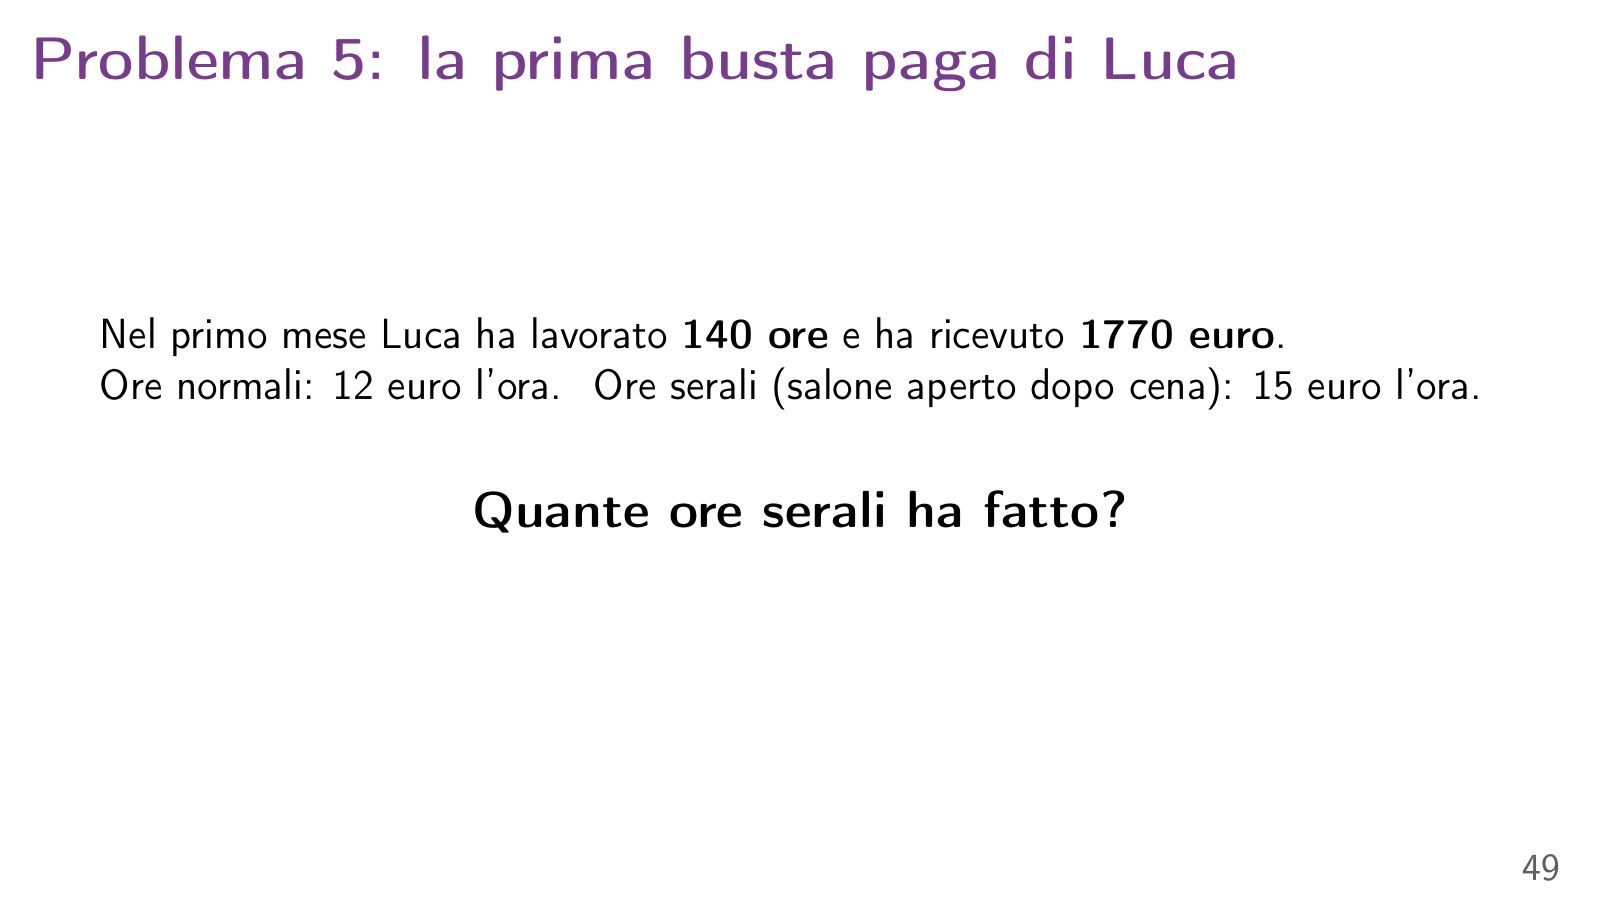 Problema 5: la prima busta paga di Luca
Nel primo mese Luca ha lavorato 140 ore e ha ricevuto 1770 euro.
Ore normali: 12 euro l'ora. Ore serali (salone aperto dopo cena): 15 euro l'ora.
Quante ore serali ha fatto?
49